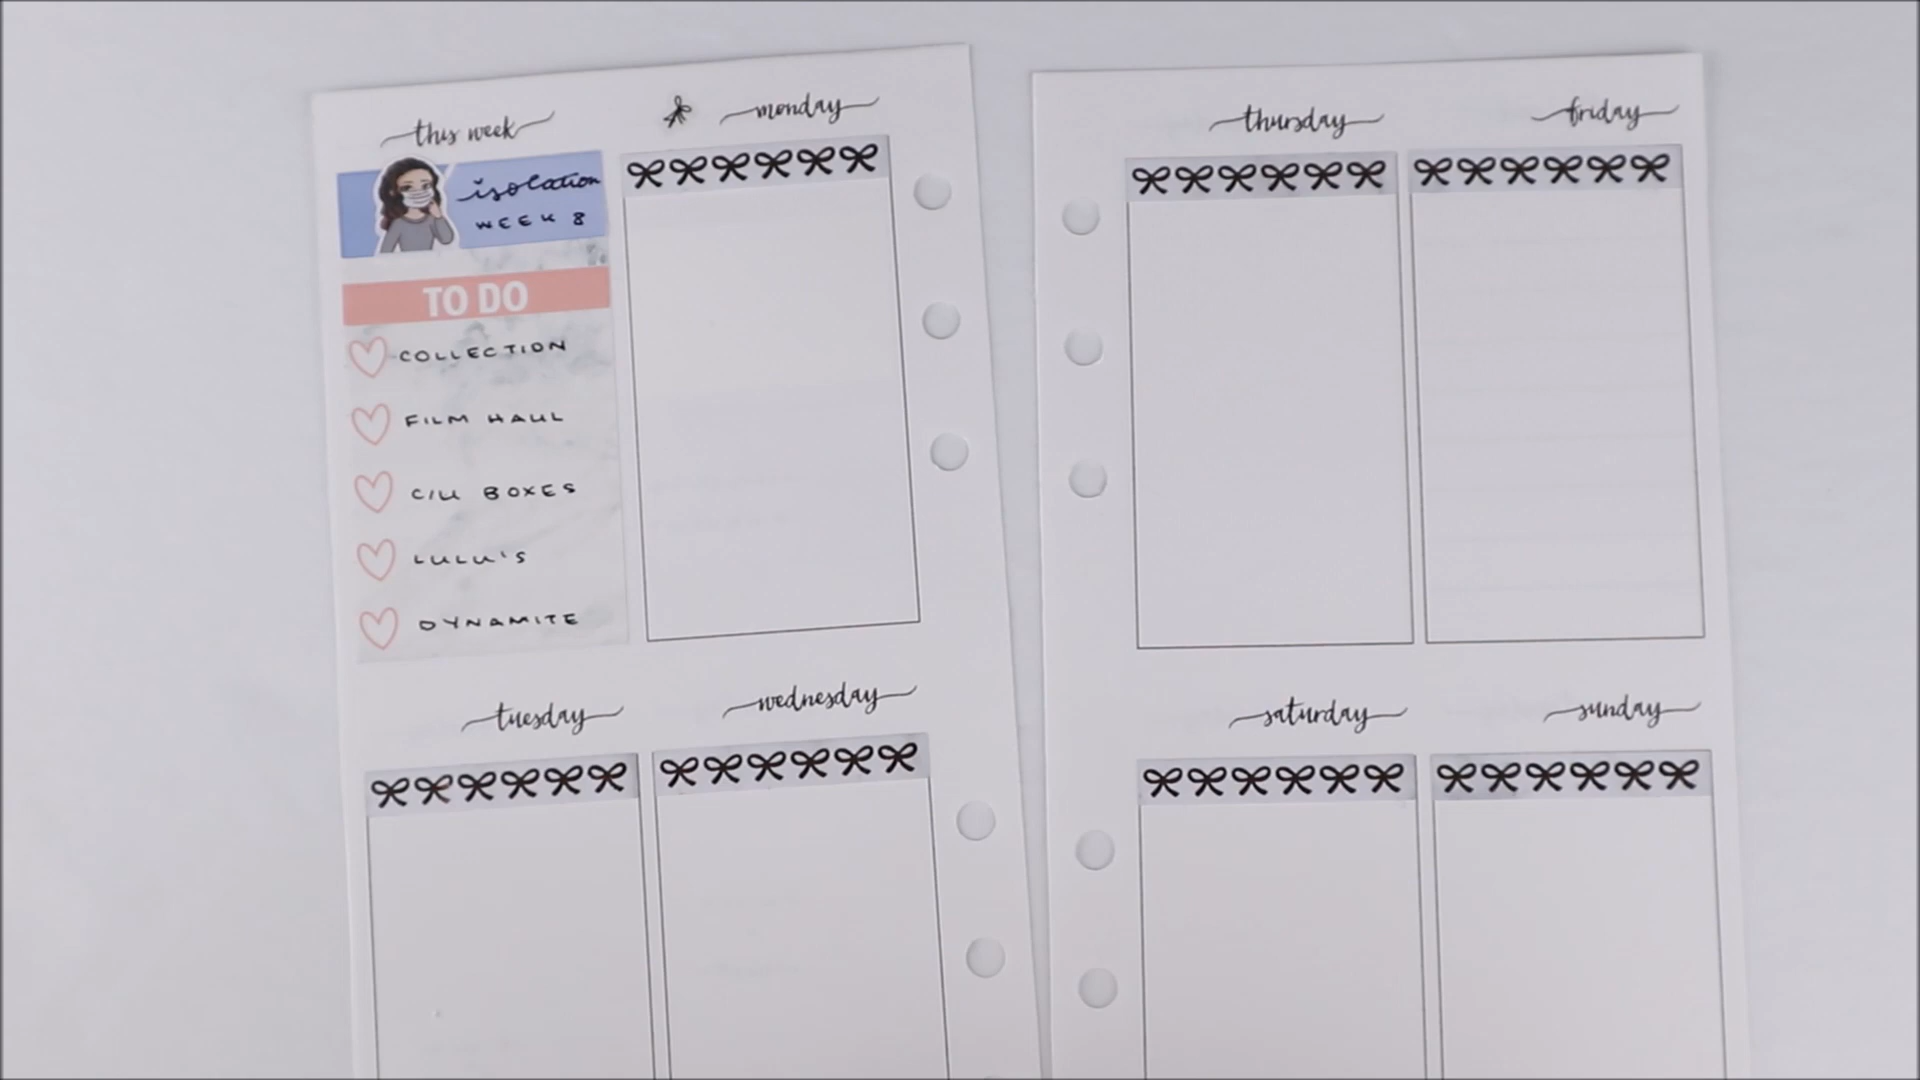 this week
isolation
WEEK 8
TO DO
COLLECTION
FILM HAUL
C/U BOXES
LULU'S
DYNAMITE
monday
tuesday
wednesday
thursday
friday
saturday
sunday